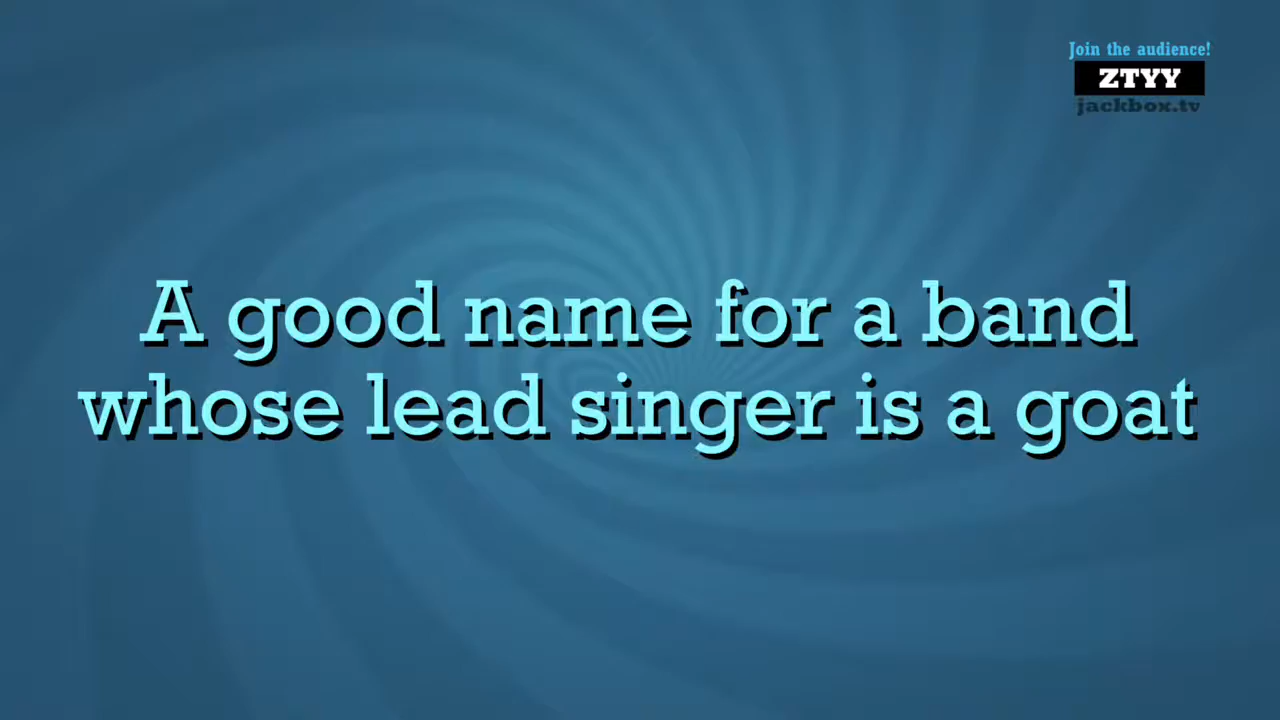 Join the audience!
ZTYY
jackbox.tv
A good name for a band
whose lead singer is a goat